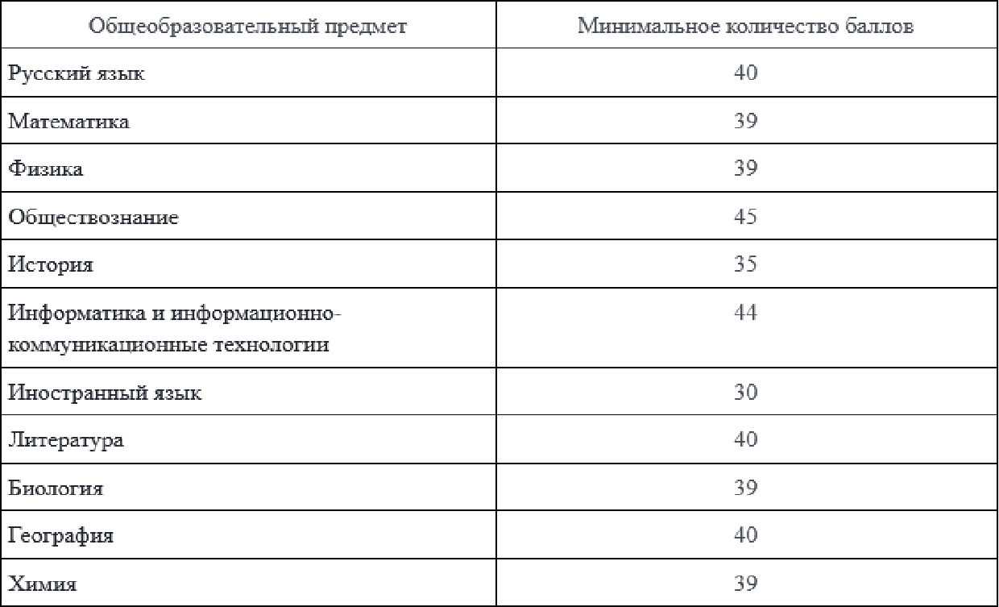 Общеобразовательный предмет Минимальное количество баллов
Русский язык 40
Математика 39
Физика 39
Обществознание 45
История 35
Информатика и информационно- 44
коммуникационные технологии
Иностранный язык 30
Литература 40
Биология 39
География 40
Химия 39